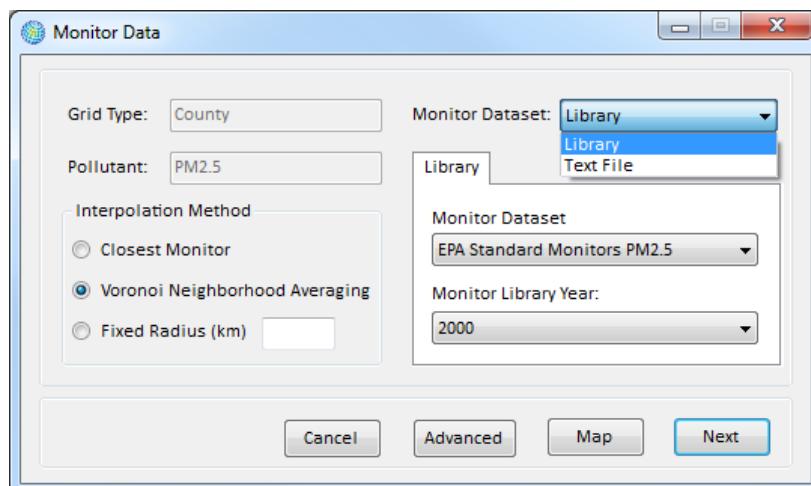 Monitor Data
Grid Type: County
Monitor Dataset: Library
Library
Text File
Pollutant: PM2.5
Library
Interpolation Method
Closest Monitor
Voronoi Neighborhood Averaging
Fixed Radius (km)
Monitor Dataset
EPA Standard Monitors PM2.5
Monitor Library Year:
2000
Cancel
Advanced
Map
Next